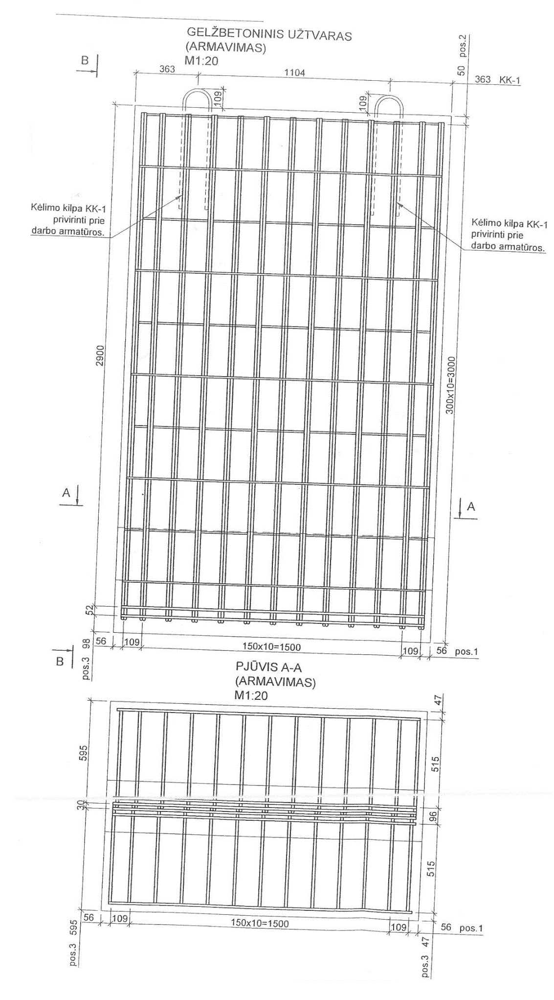 GELŽBETONINIS UŽTVARAS
(ARMAVIMAS)
M1:20
B
363
1104
363 KK-1
50 pos.2
109
109
Kėlimo kilpa KK-1
privirinti prie
darbo armatūros.
Kėlimo kilpa KK-1
privirinti prie
darbo armatūros.
2900
300x10=3000
A
A
52
98
pos.3
56
109
150x10=1500
109
56 pos.1
B
PJŪVIS A-A
(ARMAVIMAS)
M1:20
47
595
515
30
96
515
56
109
150x10=1500
109
56 pos.1
pos.3 595
pos.3 47